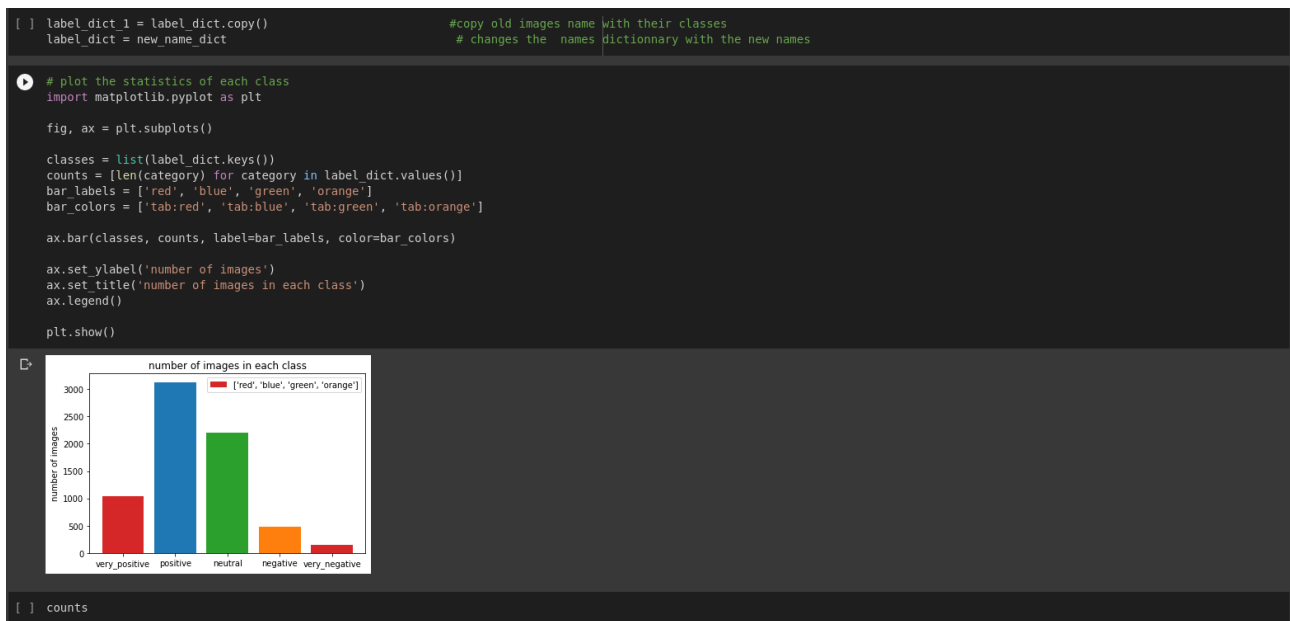 [ ] label_dict_1 = label_dict.copy() #copy old images name with their classes
label_dict = new_name_dict # changes the  names dictionnary with the new names
# plot the statistics of each class
import matplotlib.pyplot as plt
fig, ax = plt.subplots()
classes = list(label_dict.keys())
counts = [len(category) for category in label_dict.values()]
bar_labels = ['red', 'blue', 'green', 'orange']
bar_colors = ['tab:red', 'tab:blue', 'tab:green', 'tab:orange']
ax.bar(classes, counts, label=bar_labels, color=bar_colors)
ax.set_ylabel('number of images')
ax.set_title('number of images in each class')
ax.legend()
plt.show()
number of images in each class
['red', 'blue', 'green', 'orange']
number of images
3000
2500
2000
1500
1000
500
0
very_positive positive neutral negative very_negative
[ ] counts